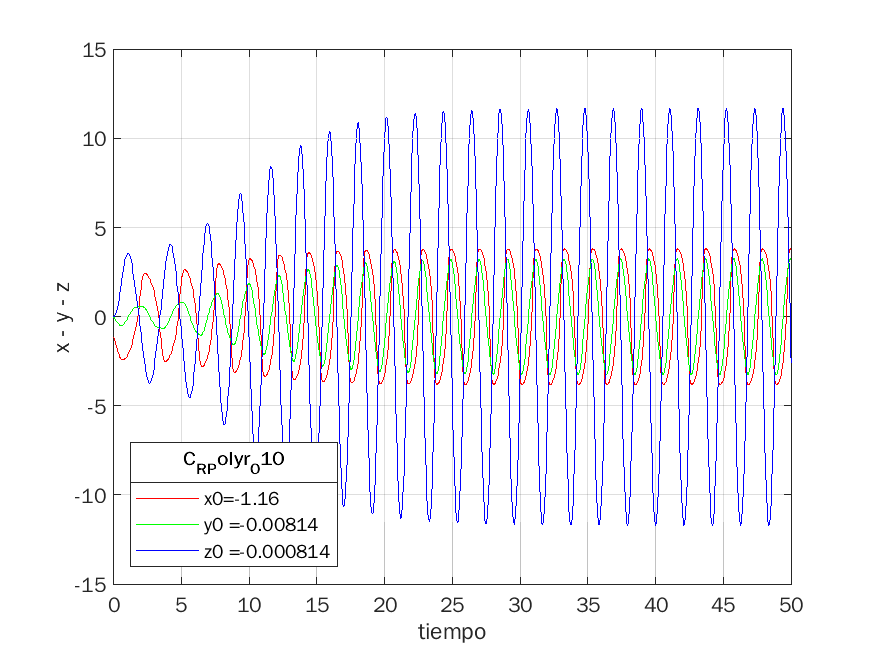 15
10
5
0
-5
-10
-15
x - y - z
C_RPolyr_010
x0=-1.16
y0 =-0.00814
z0 =-0.000814
0 5 10 15 20 25 30 35 40 45 50
tiempo